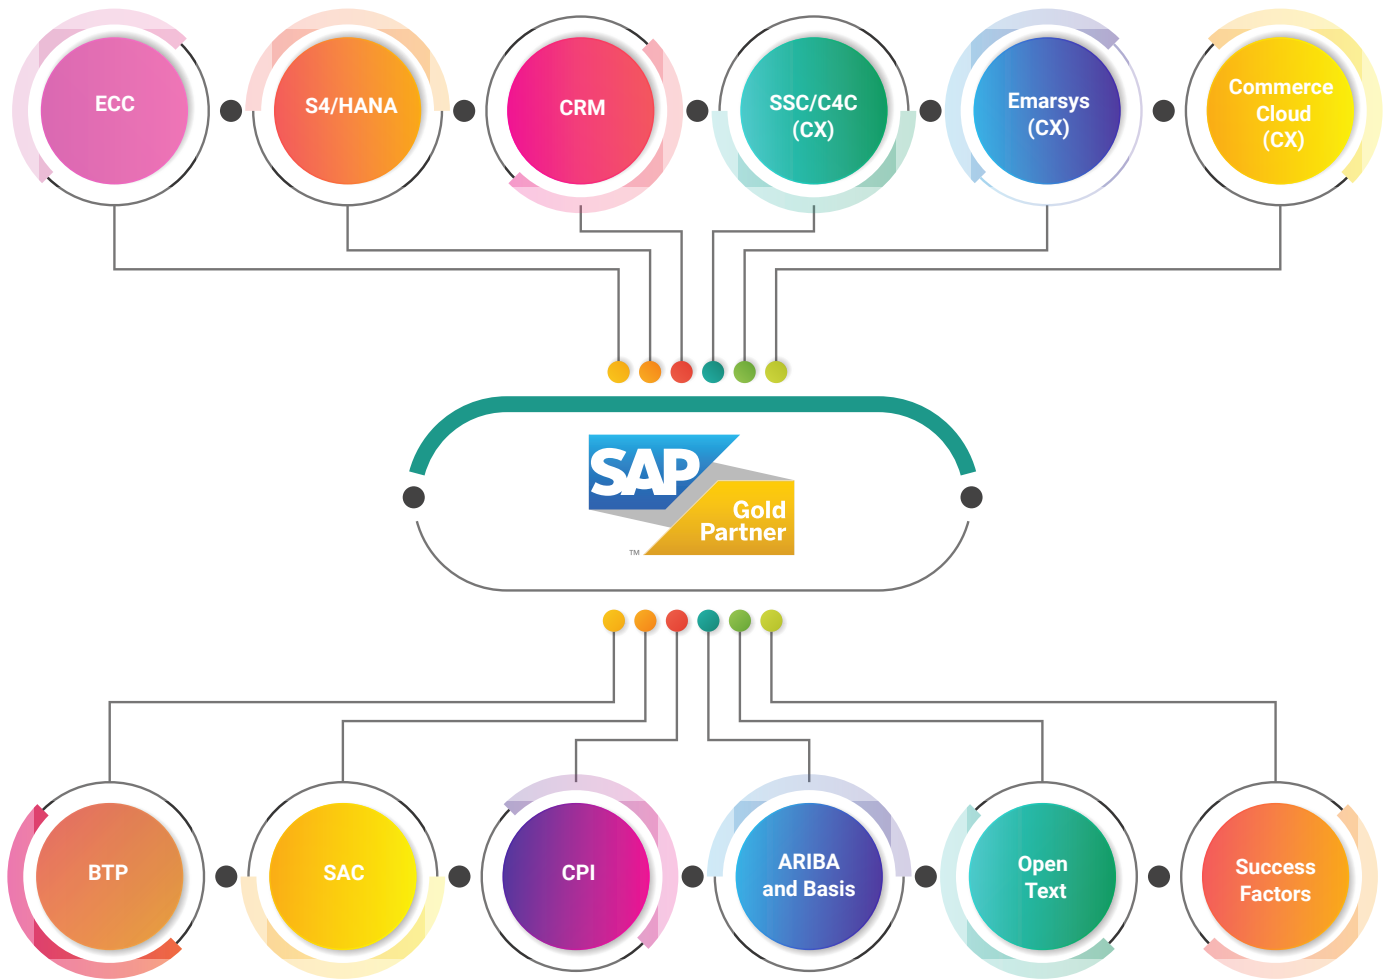 ECC
S4/HANA
CRM
SSC/C4C
(CX)
Emarsys
(CX)
Commerce
Cloud
(CX)
SAP
Gold
Partner
TM
BTP
SAC
CPI
ARIBA
and Basis
Open
Text
Success
Factors